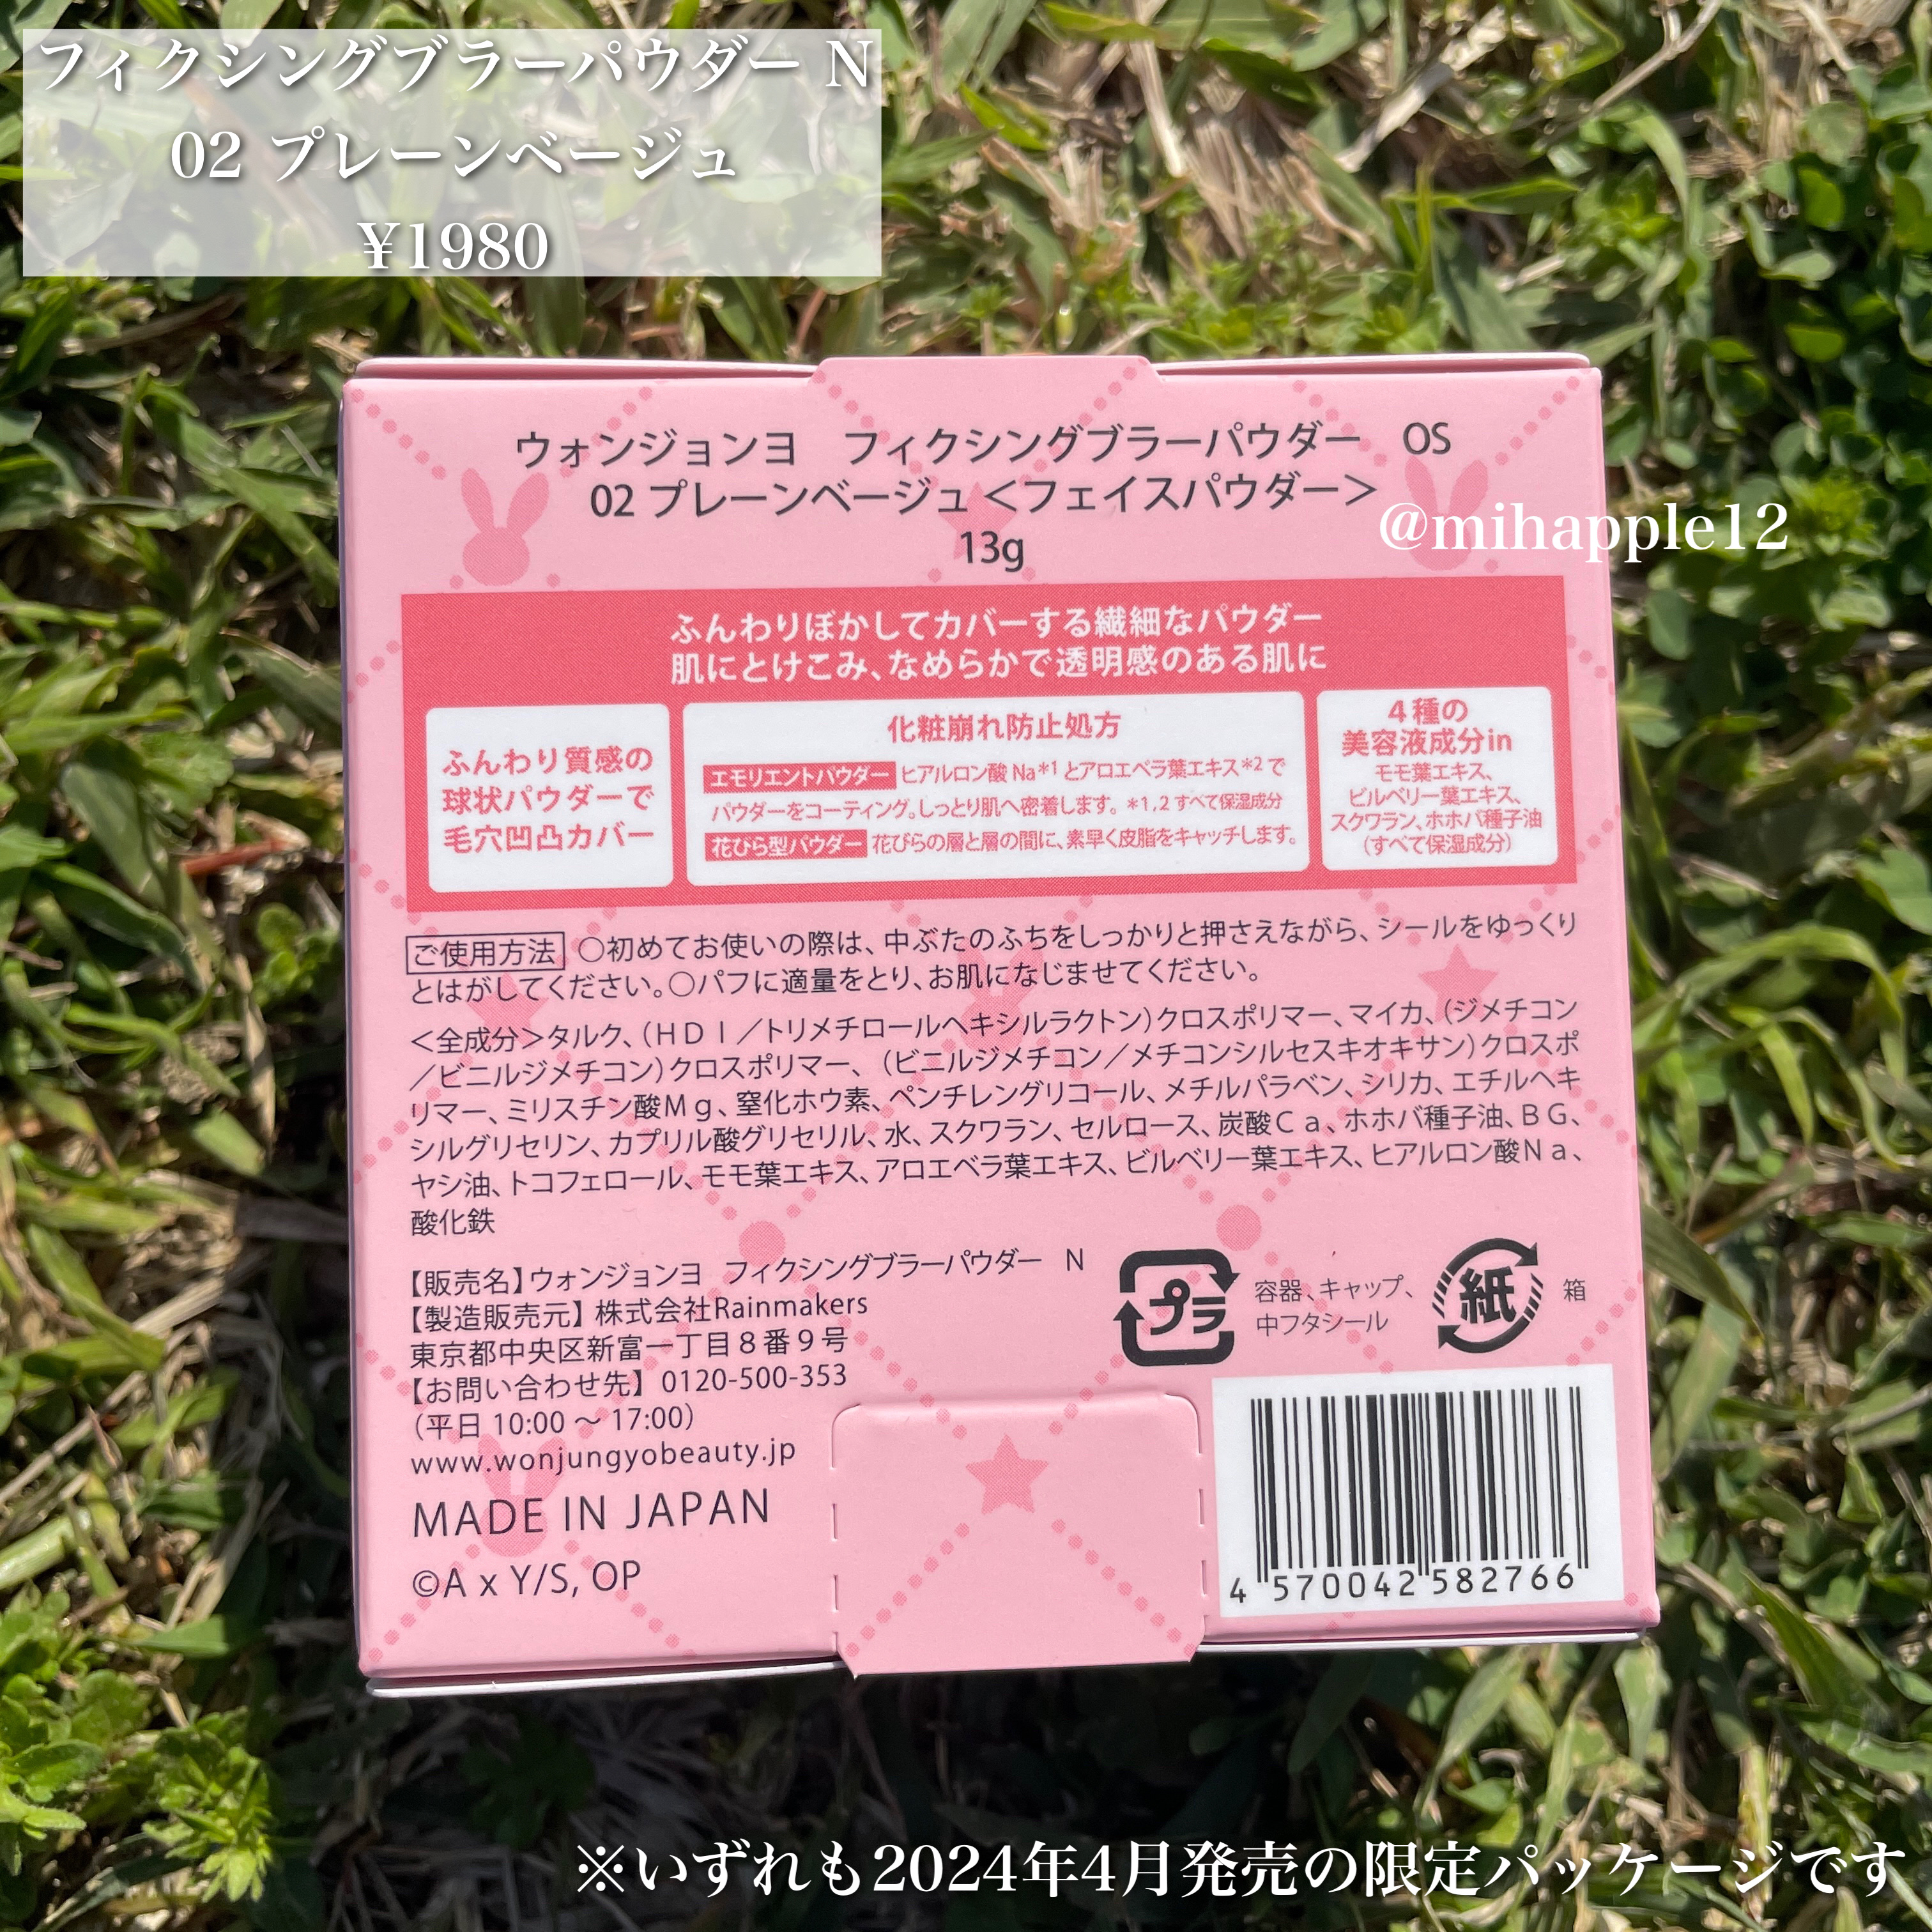 フィクシングブラーパウダー N
02 プレーンベージュ
¥1980
ウォンジョンヨ フィクシングブラーパウダー OS
02 プレーンベージュ＜フェイスパウダー＞
13g
@mihapple12
ふんわりぼかしてカバーする繊細なパウダー
肌にとけこみ、なめらかで透明感のある肌に
ふんわり質感の
球状パウダーで
毛穴凹凸カバー
化粧崩れ防止処方
エモリエントパウダー ヒアルロン酸 Na*1 とアロエベラ葉エキス*2 で
パウダーをコーティング。しっとり肌へ密着します。 *1,2 すべて保湿成分
花びら型パウダー 花びらの層と層の間に、素早く皮脂をキャッチします。
4種の
美容液成分in
モモ葉エキス、
ビルベリー葉エキス、
スクワラン、ホホバ種子油
(すべて保湿成分)
ご使用方法 ○初めてお使いの際は、中ぶたのふちをしっかりと押さえながら、シールをゆっくり
とはがしてください。○パフに適量をとり、お肌になじませてください。
＜全成分＞タルク、（ＨＤＩ／トリメチロールヘキシルラクトン）クロスポリマー、マイカ、（ジメチコン
／ビニルジメチコン）クロスポリマー、（ビニルジメチコン／メチコンシルセスキオキサン）クロスポ
リマー、ミリスチン酸Ｍｇ、窒化ホウ素、ペンチレングリコール、メチルパラベン、シリカ、エチルヘキ
シルグリセリン、カプリル酸グリセリル、水、スクワラン、セルロース、炭酸Ｃａ、ホホバ種子油、ＢＧ、
ヤシ油、トコフェロール、モモ葉エキス、アロエベラ葉エキス、ビルベリー葉エキス、ヒアルロン酸Ｎａ、
酸化鉄
【販売名】ウォンジョンヨ フィクシングブラーパウダー N
【製造販売元】株式会社Rainmakers
東京都中央区新富一丁目８番９号
【お問い合わせ先】0120-500-353
（平日 10:00 ～ 17:00）
www.wonjungyobeauty.jp
MADE IN JAPAN
©A x Y/S, OP
プラ
容器、キャップ、
中フタシール
紙
箱
4 570042 582766
※いずれも2024年4月発売の限定パッケージです